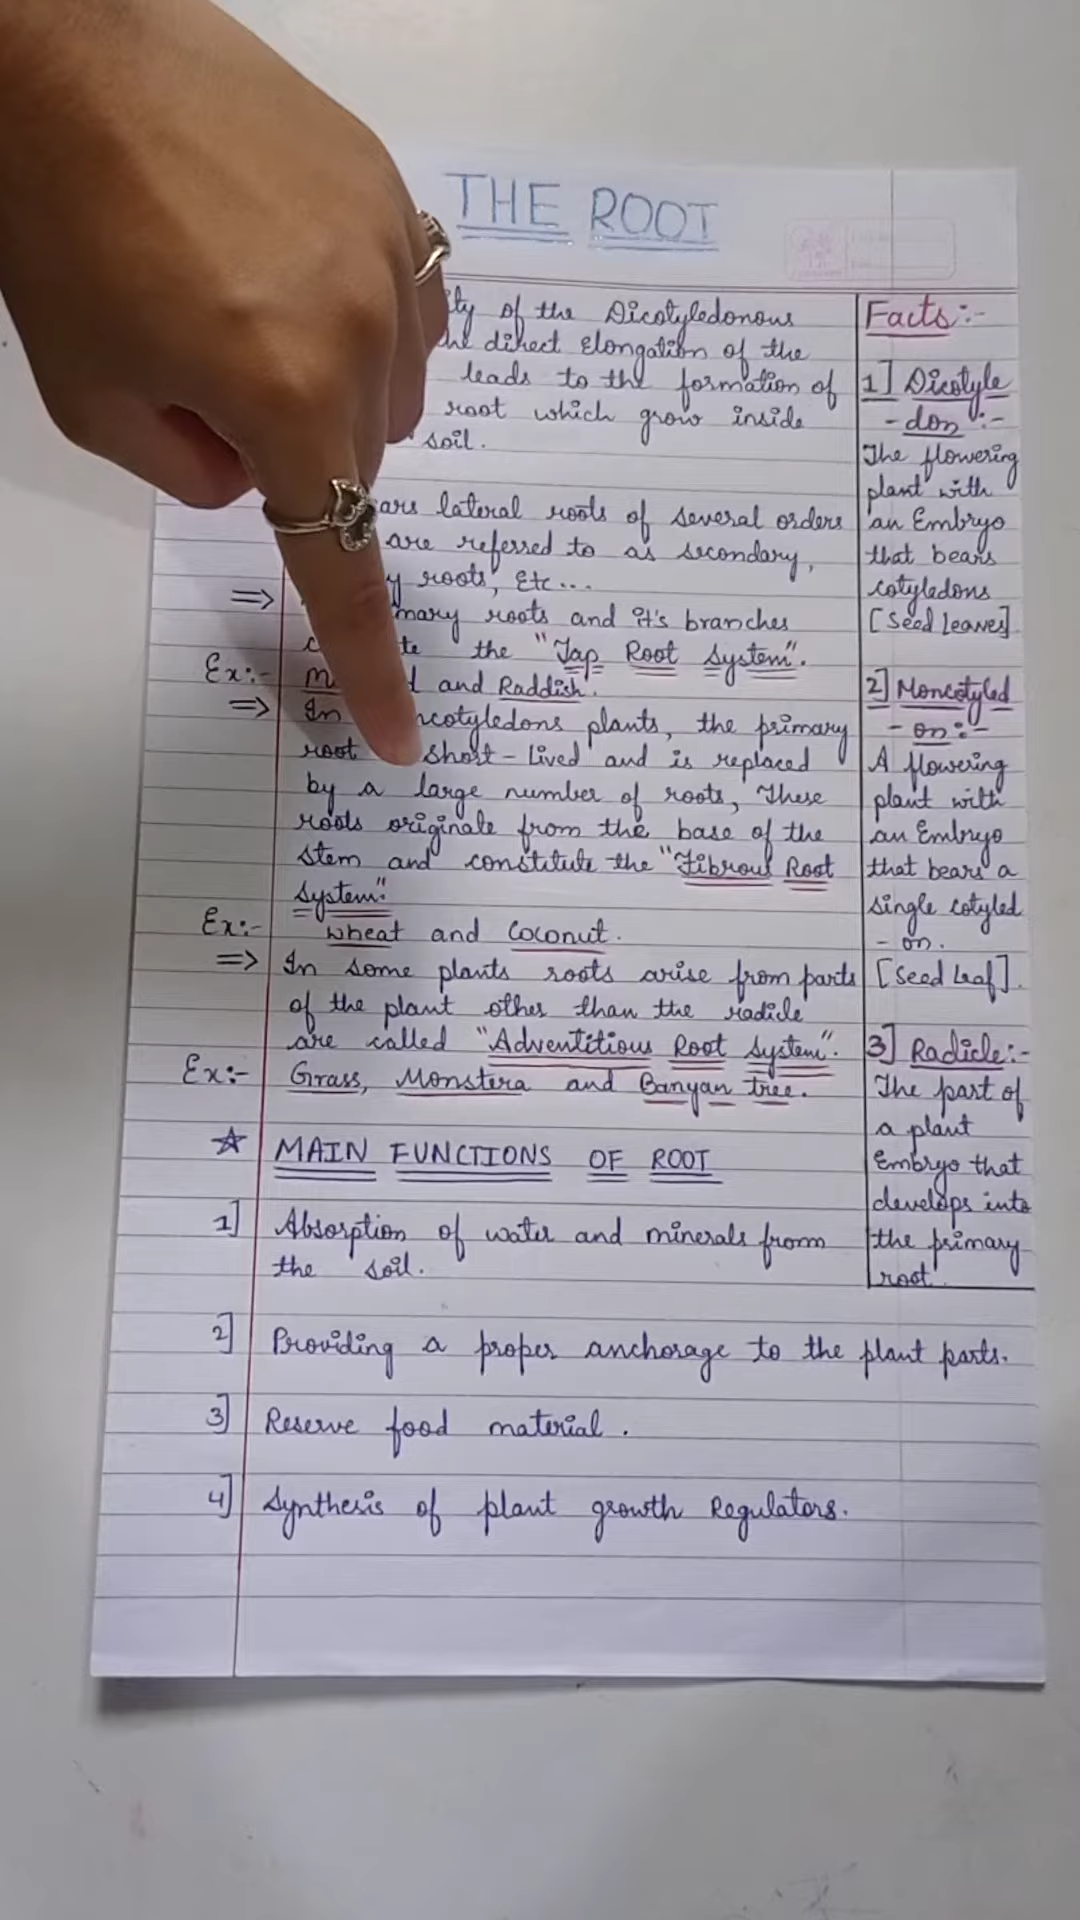 THE ROOT
of the Dicotyledonous
direct Elongation of the
leads to the formation of
root which grow inside
soil.
lateral roots of several orders
are referred to as secondary,
roots, Etc...
=> roots and it's branches
the "Tap Root System".
Ex:- and Raddish.
=> In plants, the primary
root short-lived and is replaced
by a large number of roots, These
roots originate from the base of the
stem and constitute the "Fibrous Root
System"
Ex:- wheat and coconut.
=> In some plants roots arise from parts
of the plant other than the radicle
are called "Adventitious Root System".
Ex:- Grass, Monstera and Banyan tree.
☆ MAIN FUNCTIONS OF ROOT
1] Absorption of water and minerals from
the soil.
2] Providing a proper anchorage to the plant parts.
3] Reserve food material.
4] Synthesis of plant growth Regulators.
Facts:-
1] Dicotyle
-don:-
The flowering
plant with
an Embryo
that bears
cotyledons
[Seed Leaves]
2] Moncotyled
-on:-
A flowering
plant with
an Embryo
that bears a
single cotyled
-on.
[Seed Leaf].
3] Radicle:-
The part of
a plant
Embryo that
develops into
the primary
root.